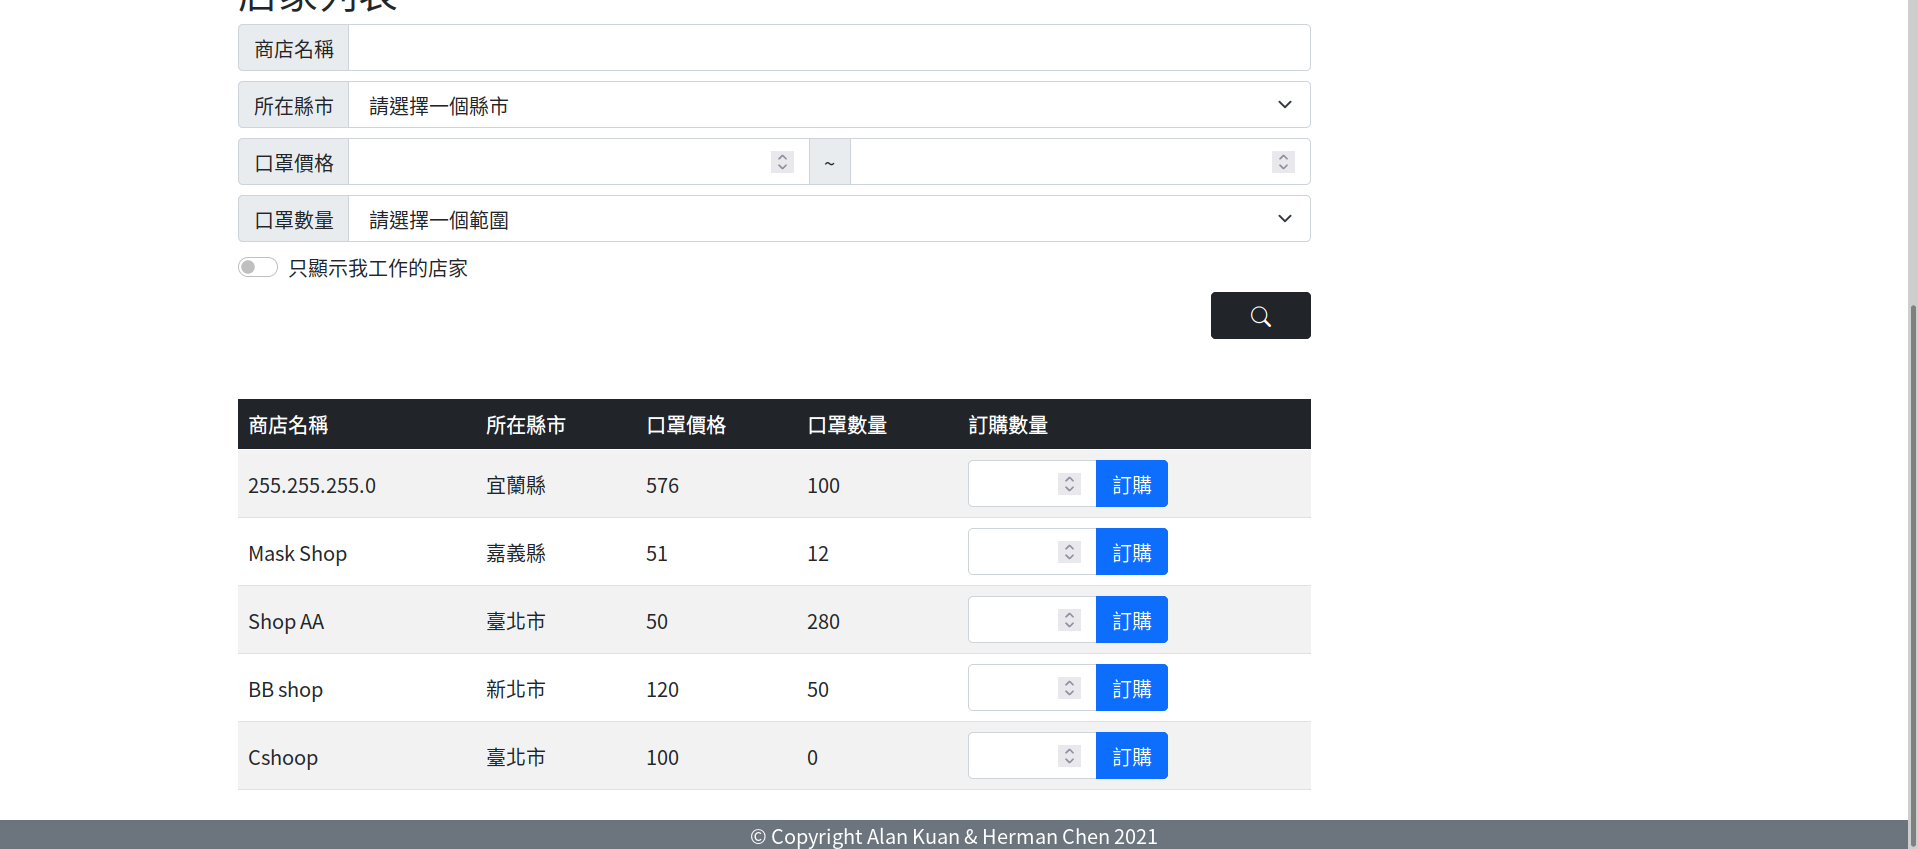 店家列表
商店名稱
所在縣市 請選擇一個縣市
口罩價格 ~
口罩數量 請選擇一個範圍
只顯示我工作的店家
商店名稱 所在縣市 口罩價格 口罩數量 訂購數量
255.255.255.0 宜蘭縣 576 100 訂購
Mask Shop 嘉義縣 51 12 訂購
Shop AA 臺北市 50 280 訂購
BB shop 新北市 120 50 訂購
Cshoop 臺北市 100 0 訂購
© Copyright Alan Kuan & Herman Chen 2021